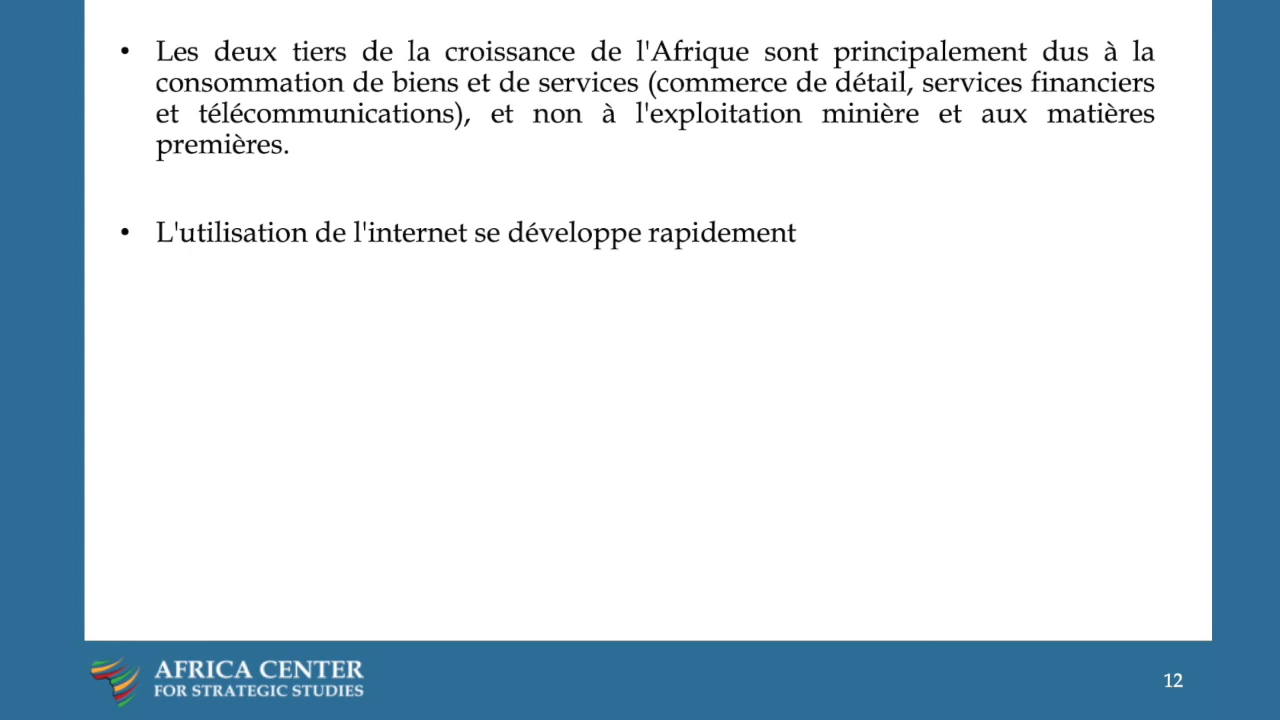 • Les deux tiers de la croissance de l'Afrique sont principalement dus à la
consommation de biens et de services (commerce de détail, services financiers
et télécommunications), et non à l'exploitation minière et aux matières
premières.
• L'utilisation de l'internet se développe rapidement
AFRICA CENTER
FOR STRATEGIC STUDIES
12